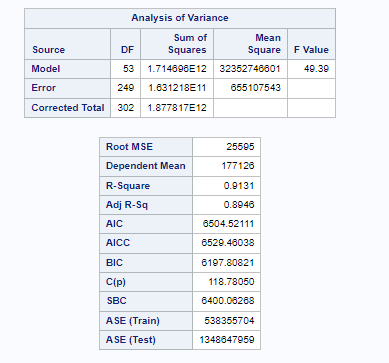 Analysis of Variance
Source DF Sum of Squares Mean Square F Value
Model 53 1.714696E12 32352746601 49.39
Error 249 1.631218E11 655107543
Corrected Total 302 1.877817E12
Root MSE 25595
Dependent Mean 177126
R-Square 0.9131
Adj R-Sq 0.8946
AIC 6504.52111
AICC 6529.46038
BIC 6197.80821
C(p) 118.78050
SBC 6400.06268
ASE (Train) 538355704
ASE (Test) 1348647959